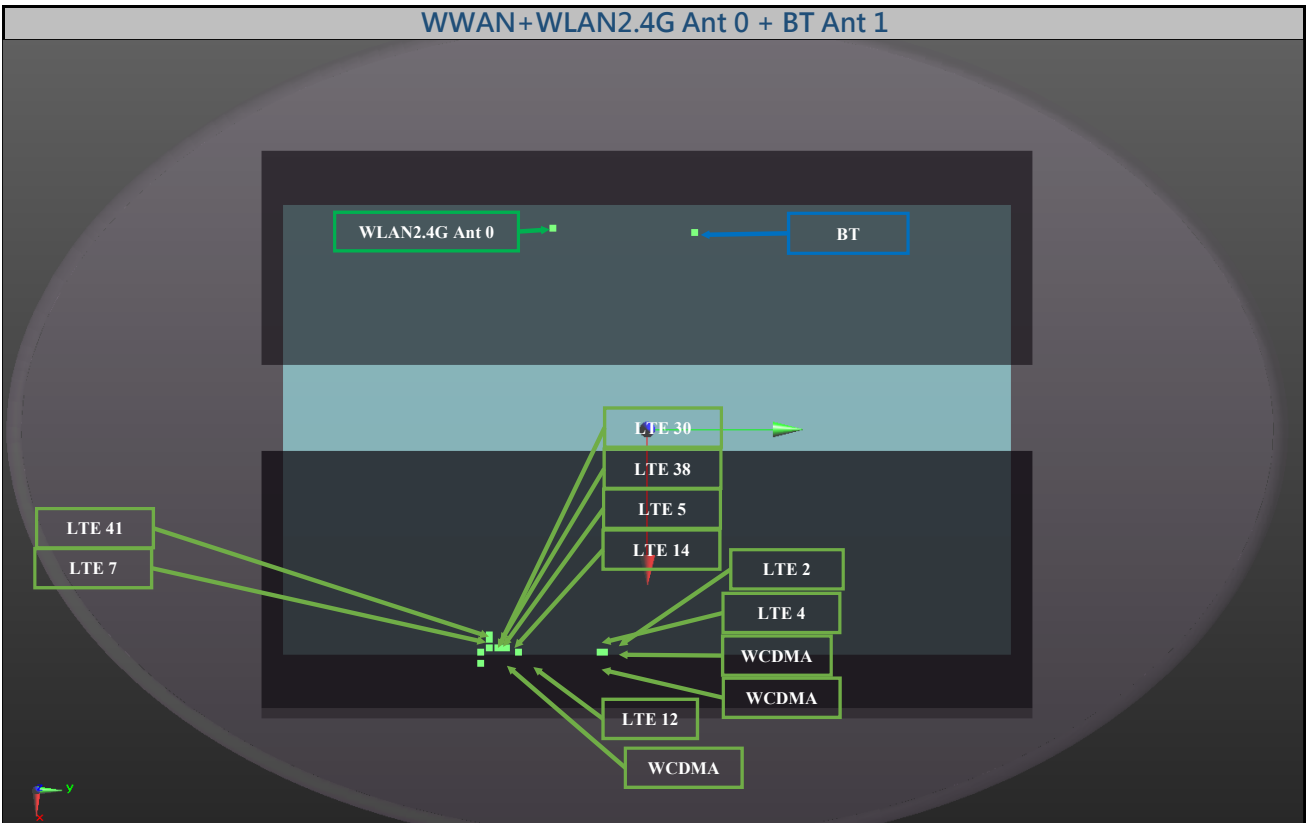 WWAN+WLAN2.4G Ant 0 + BT Ant 1
WLAN2.4G Ant 0
BT
LTE 30
LTE 38
LTE 5
LTE 14
LTE 41
LTE 7
LTE 2
LTE 4
WCDMA
WCDMA
LTE 12
WCDMA
y
x